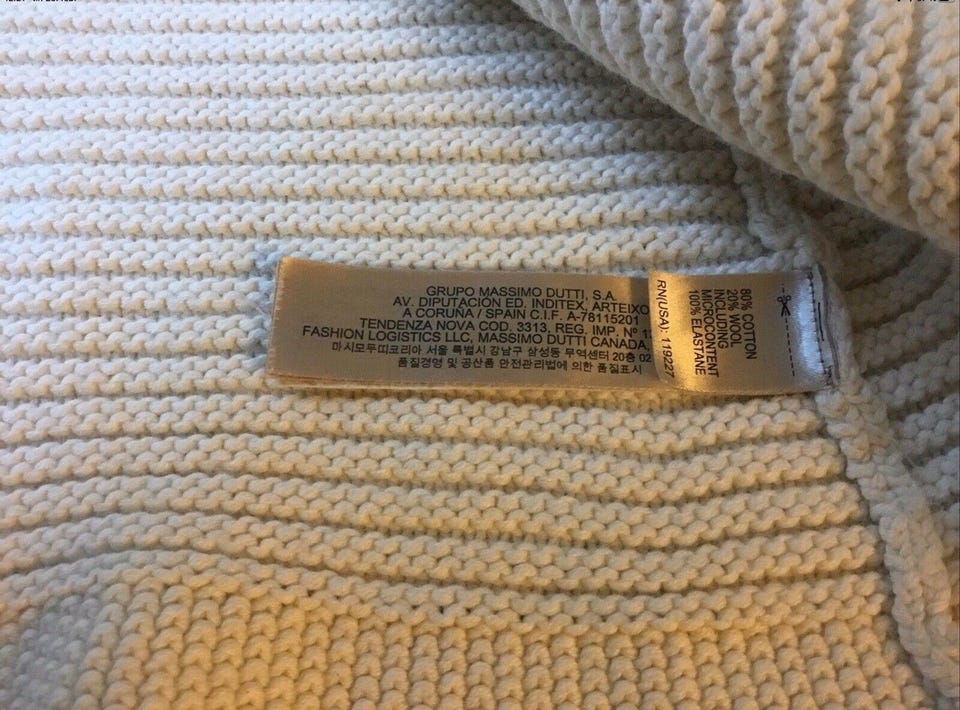 GRUPO MASSIMO DUTTI, S.A.
AV. DIPUTACIÓN ED. INDITEX, ARTEIXO
A CORUÑA / SPAIN C.I.F. A-78115201
TENDENZA NOVA COD. 3313, REG. IMP. Nº
FASHION LOGISTICS LLC, MASSIMO DUTTI CANADA,
마시모두띠코리아 서울 특별시 강남구 삼성동 무역센터 20층 02
품질경영 및 공산품 안전관리법에 의한 품질표시
80% COTTON
20% WOOL
INCLUDING
MICROCONTENT
100% ELASTANE
RN(USA): 119227